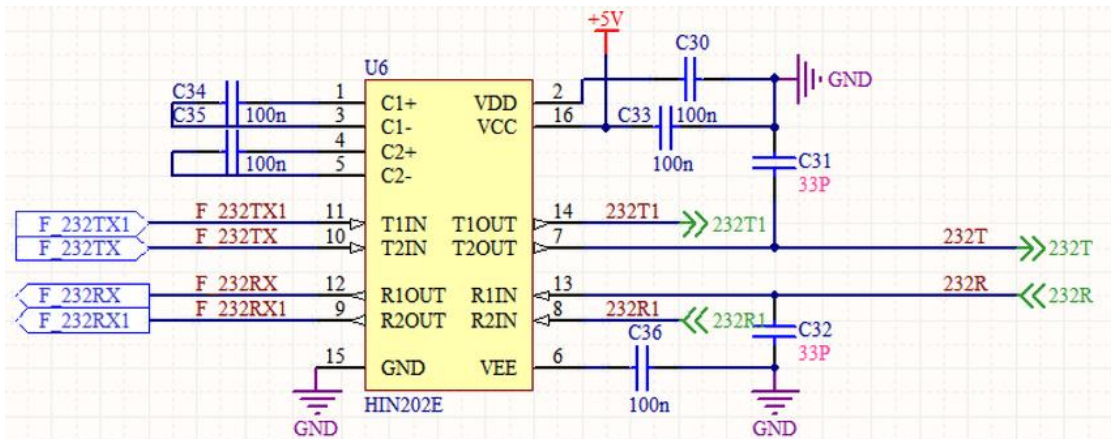 +5V
C30
U6
GND
C34
1
C1+
VDD
2
100n
C35
100n
3
C1-
VCC
16
C33
4
C2+
100n
C31
100n
5
C2-
33P
F_232TX1
F_232TX1
11
T1IN
T1OUT
14
232T1
232T1
F_232TX
F_232TX
10
T2IN
T2OUT
7
232T
232T
F_232RX
F_232RX
12
R1OUT
R1IN
13
232R
232R
F_232RX1
F_232RX1
9
R2OUT
R2IN
8
232R1
232R1
C36
C32
33P
15
GND
VEE
6
HIN202E
100n
GND
GND